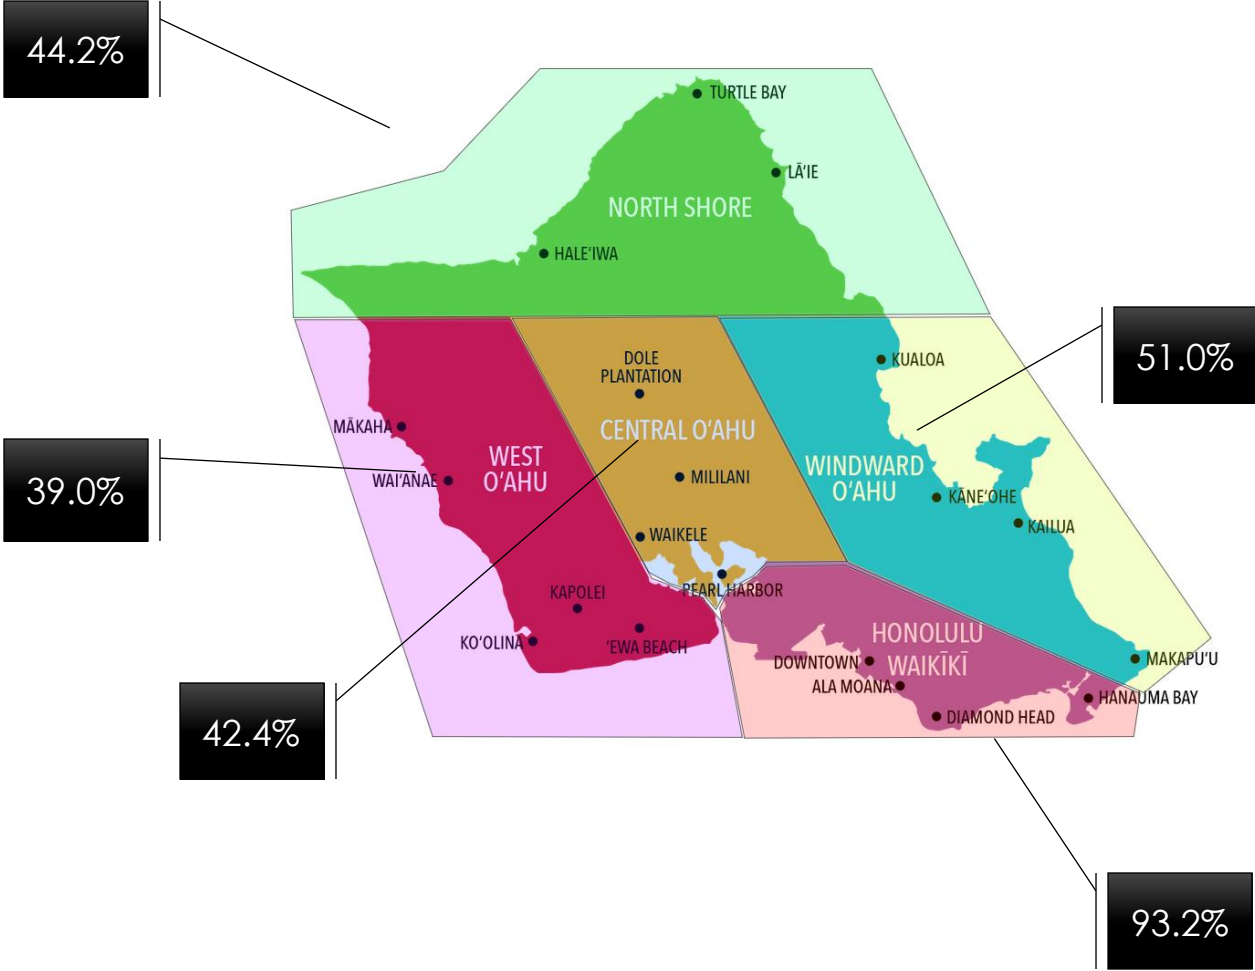 44.2%
TURTLE BAY
LĀ‘IE
NORTH SHORE
HALE‘IWA
DOLE
PLANTATION
KUALOA
51.0%
MĀKAHA
CENTRAL O‘AHU
WEST
O‘AHU
WINDWARD
O‘AHU
39.0%
WAI‘ANAE
MILILANI
KĀNE‘OHE
KAILUA
WAIKELE
PEARL HARBOR
KAPOLEI
KO‘OLINA
‘EWA BEACH
HONOLULU
WAIKĪKĪ
DOWNTOWN
MAKAPU‘U
ALA MOANA
HANAUMA BAY
DIAMOND HEAD
42.4%
93.2%